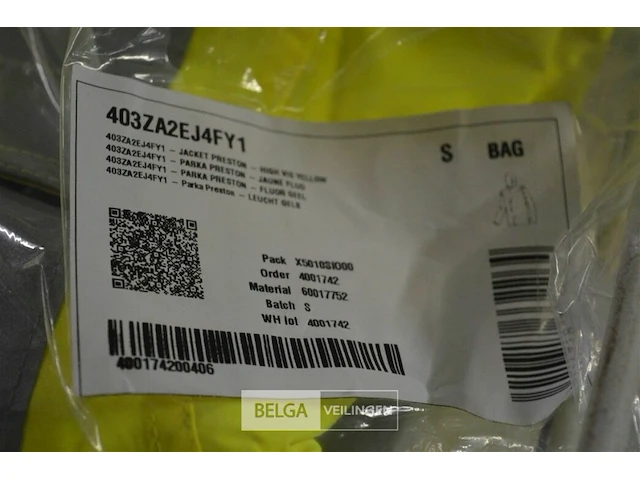 403ZA2EJ4FY1
S BAG
403ZA2EJ4FY1 – JACKET PRESTON – HIGH VIS YELLOW
403ZA2EJ4FY1 – PARKA PRESTON – JAUNE FLUO
403ZA2EJ4FY1 – PARKA PRESTON – FLUOR GEEL
403ZA2EJ4FY1 – Parka Preston – LEUCHT GELB
Pack X5010SK000
Order 4001742
Material 60017752
Batch S
WH lot 4001742
400174200406
BELGA VEILINGEN